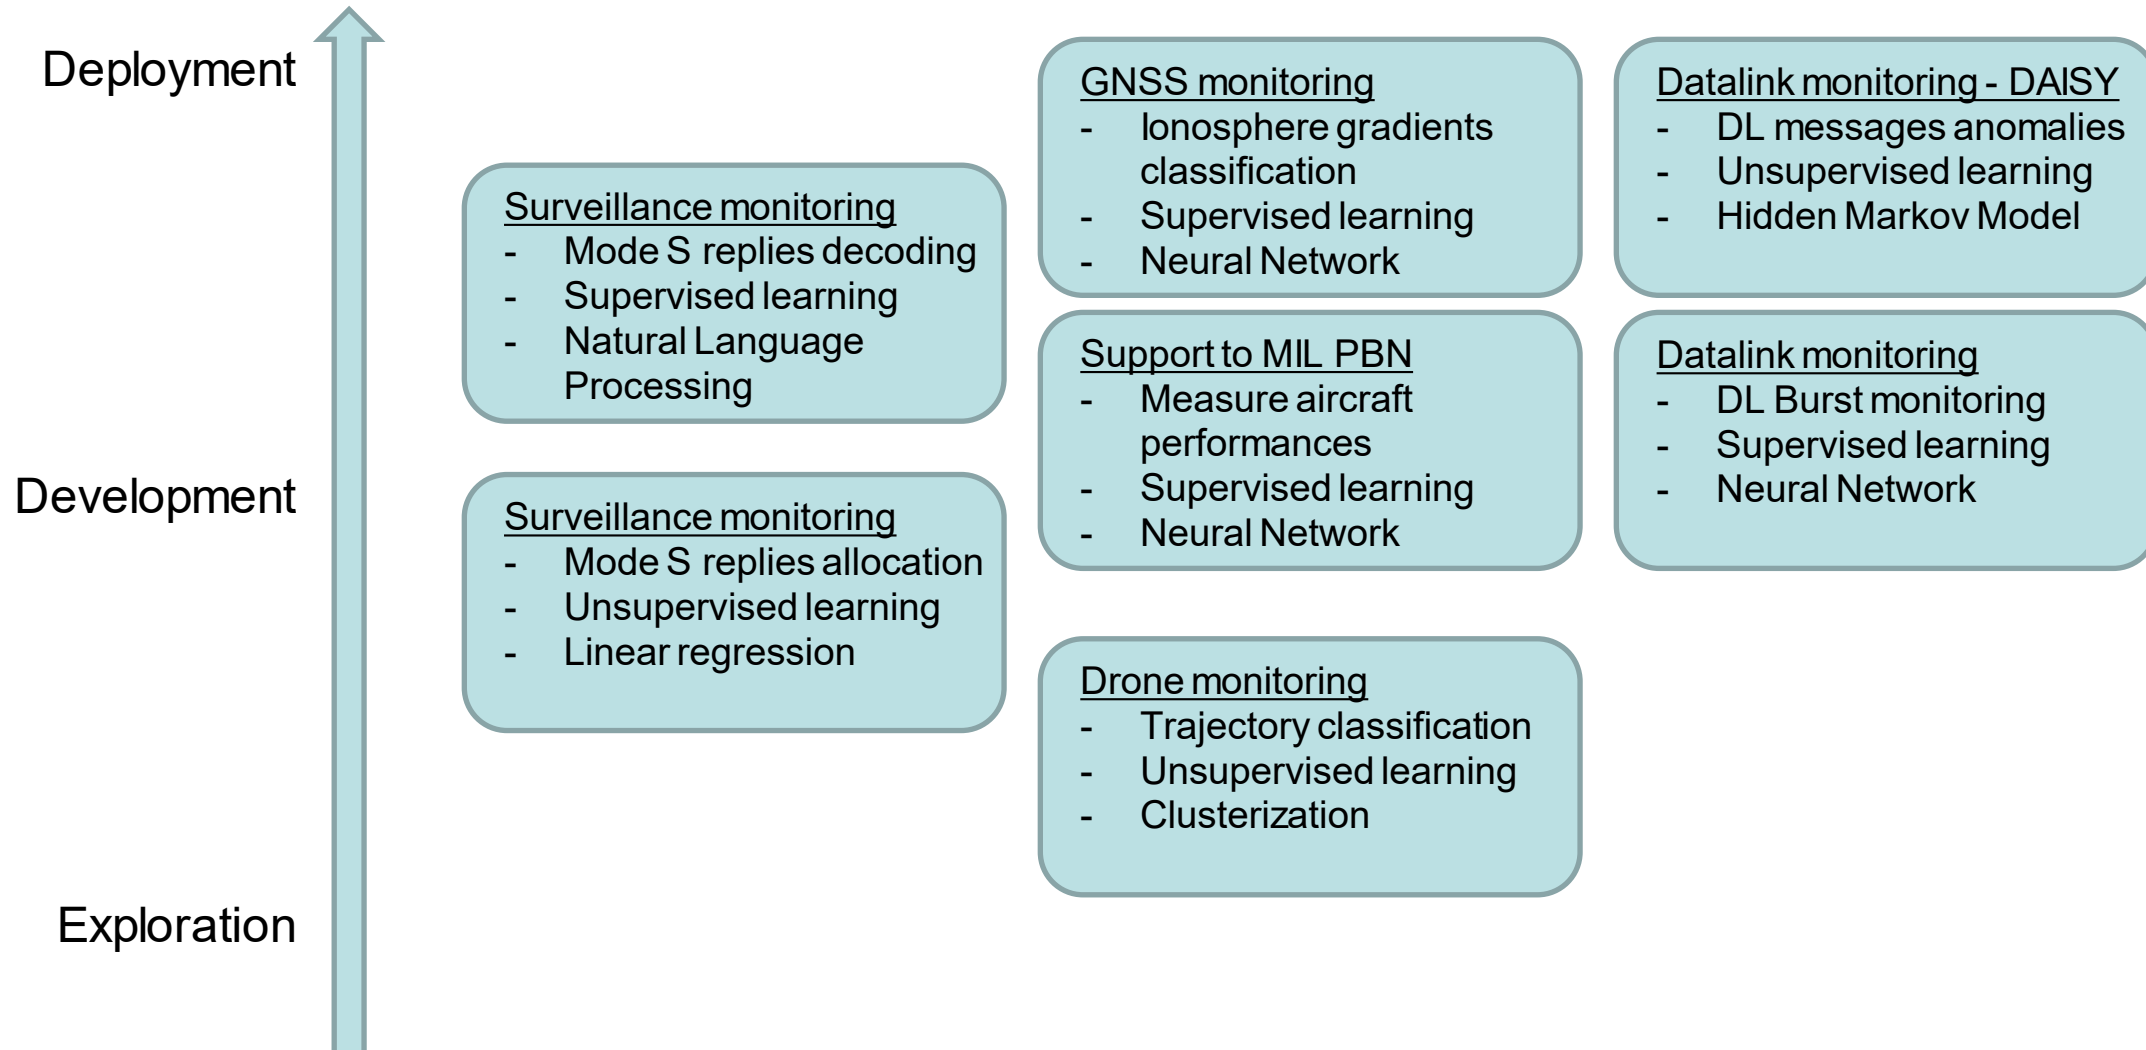 Deployment
Development
Exploration
Surveillance monitoring
- Mode S replies decoding
- Supervised learning
- Natural Language
Processing
Surveillance monitoring
- Mode S replies allocation
- Unsupervised learning
- Linear regression
GNSS monitoring
- Ionosphere gradients
classification
- Supervised learning
- Neural Network
Support to MIL PBN
- Measure aircraft
performances
- Supervised learning
- Neural Network
Drone monitoring
- Trajectory classification
- Unsupervised learning
- Clusterization
Datalink monitoring - DAISY
- DL messages anomalies
- Unsupervised learning
- Hidden Markov Model
Datalink monitoring
- DL Burst monitoring
- Supervised learning
- Neural Network